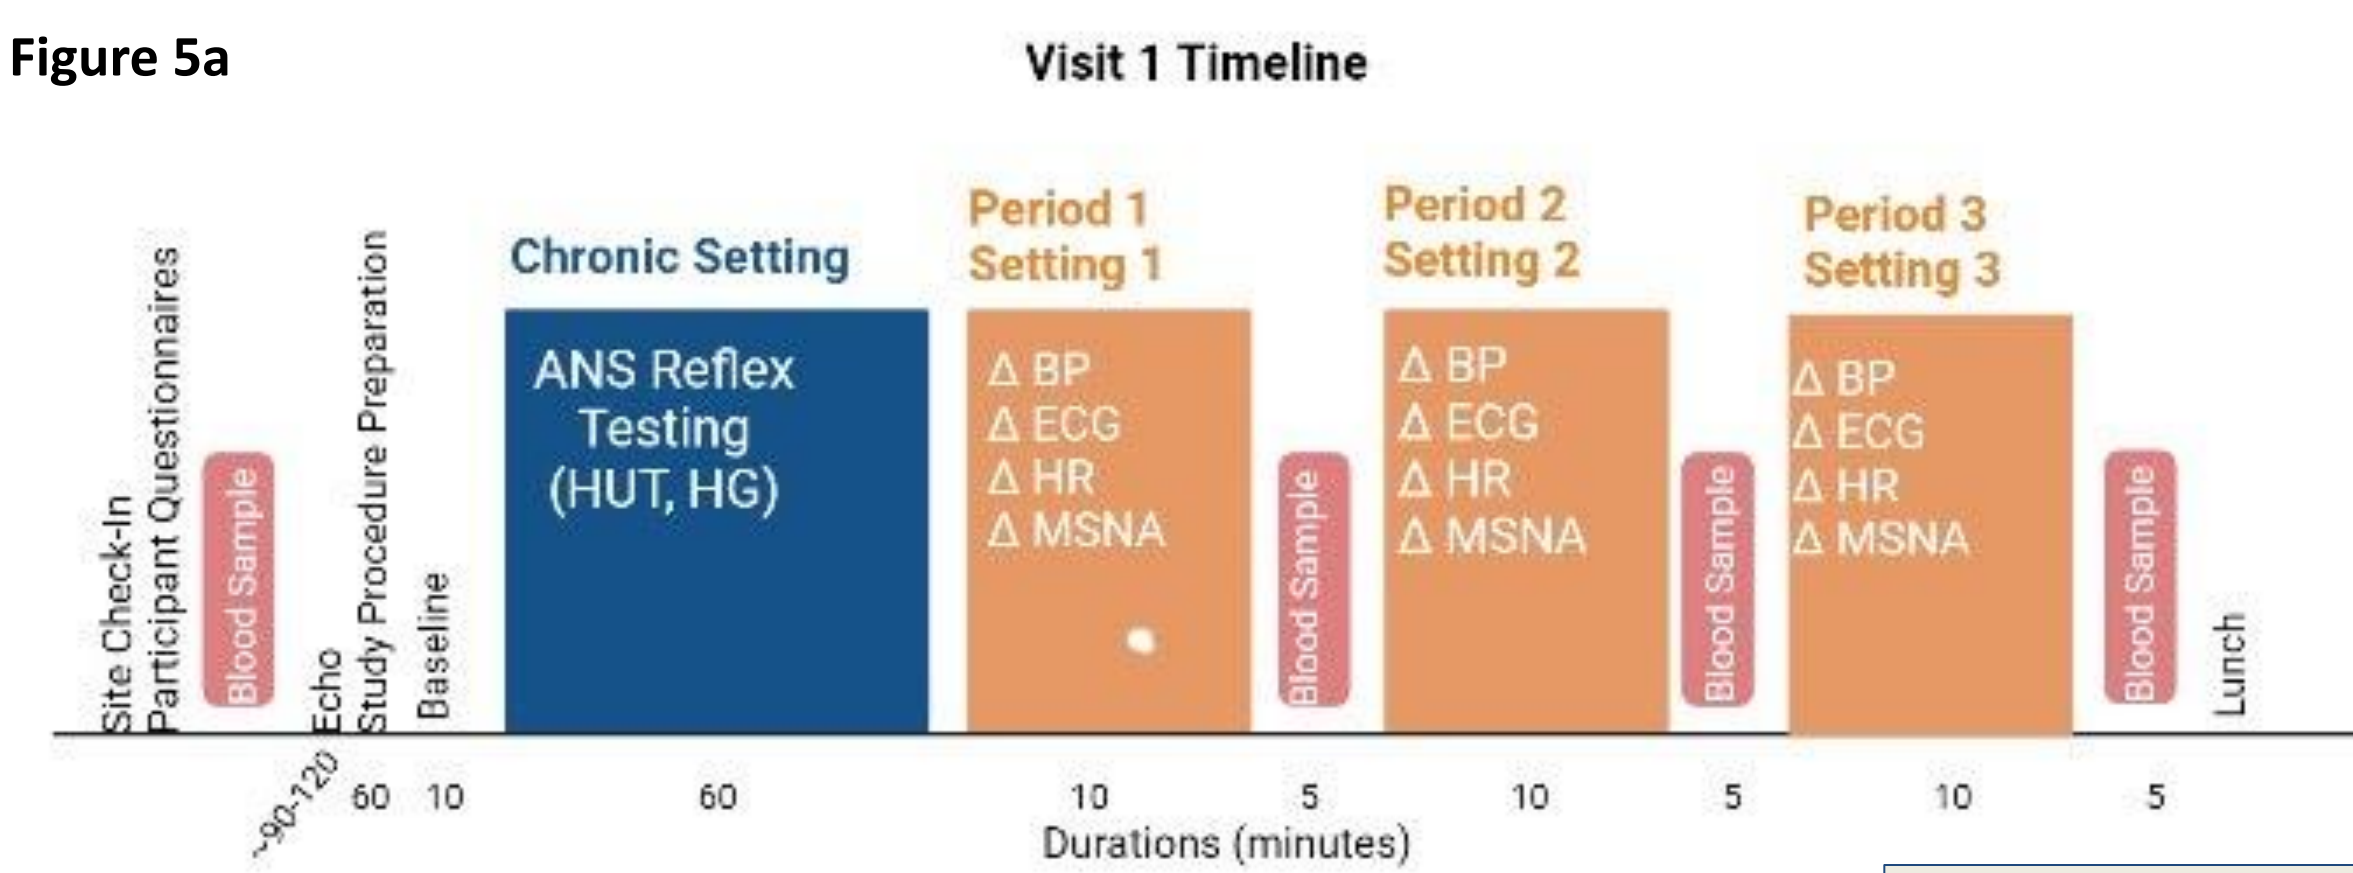 Figure 5a
Visit 1 Timeline
Site Check-In
Participant Questionnaires
Blood Sample
Echo
Study Procedure Preparation
Baseline
Chronic Setting
ANS Reflex
Testing
(HUT, HG)
Period 1
Setting 1
Δ BP
Δ ECG
Δ HR
Δ MSNA
Blood Sample
Period 2
Setting 2
Δ BP
Δ ECG
Δ HR
Δ MSNA
Blood Sample
Period 3
Setting 3
Δ BP
Δ ECG
Δ HR
Δ MSNA
Blood Sample
Lunch
~90-120 60 10 60 10 5 10 5 10 5
Durations (minutes)